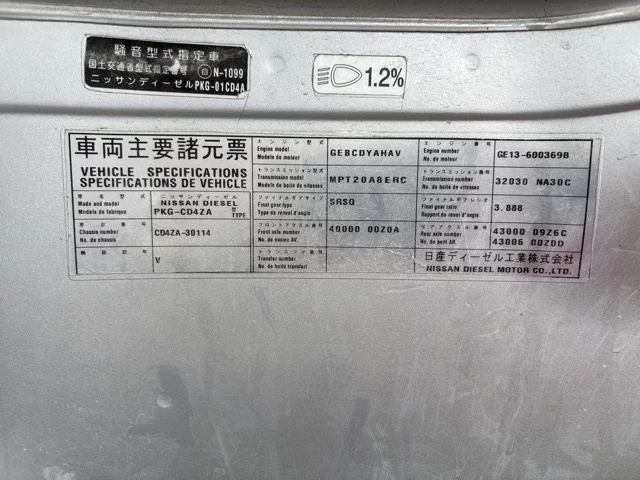 騒音型式指定車
国土交通省型式指定番号 自 N-1099
ニッサンディーゼル PKG-01CD4A
1.2%
車両主要諸元票
VEHICLE SPECIFICATIONS
SPECIFICATIONS DE VEHICLE
車名型式 ニッサンディーゼル
Made and model NISSAN DIESEL
Modele de fabrique PKG-CD4ZA 型 TYPE
車台番号
Chassis number CD4ZA-30114
No. de chassis
V
エンジン型式
Engine model GEBCDYAHAV
Modele de moteur
エンジン番号
Engine number GE13-600369B
No. de moteur
トランスミッション型式
Transmission model MPT20A8ERC
Modele de boite de vitesses
トランスミッション番号
Transmission number 32030 NA30C
No. de boite de vitesses
ファイナルギアタイプ
Final gear type SRSQ
Type de renvoi d'angle
ファイナルギアレシオ
Final gear ratio 3.888
Rapport de renvoi d'angle
フロントアクスル番号
Front axle number 40000 00Z0A
No. de essieu AV
リアアクスル番号
Rear axle number 43000 09Z6C
No. de pont AR. 43006 00Z0D
トランスファ番号
Transfer number
No. de boite transfert
日産ディーゼル工業株式会社
NISSAN DIESEL MOTOR CO.,LTD.